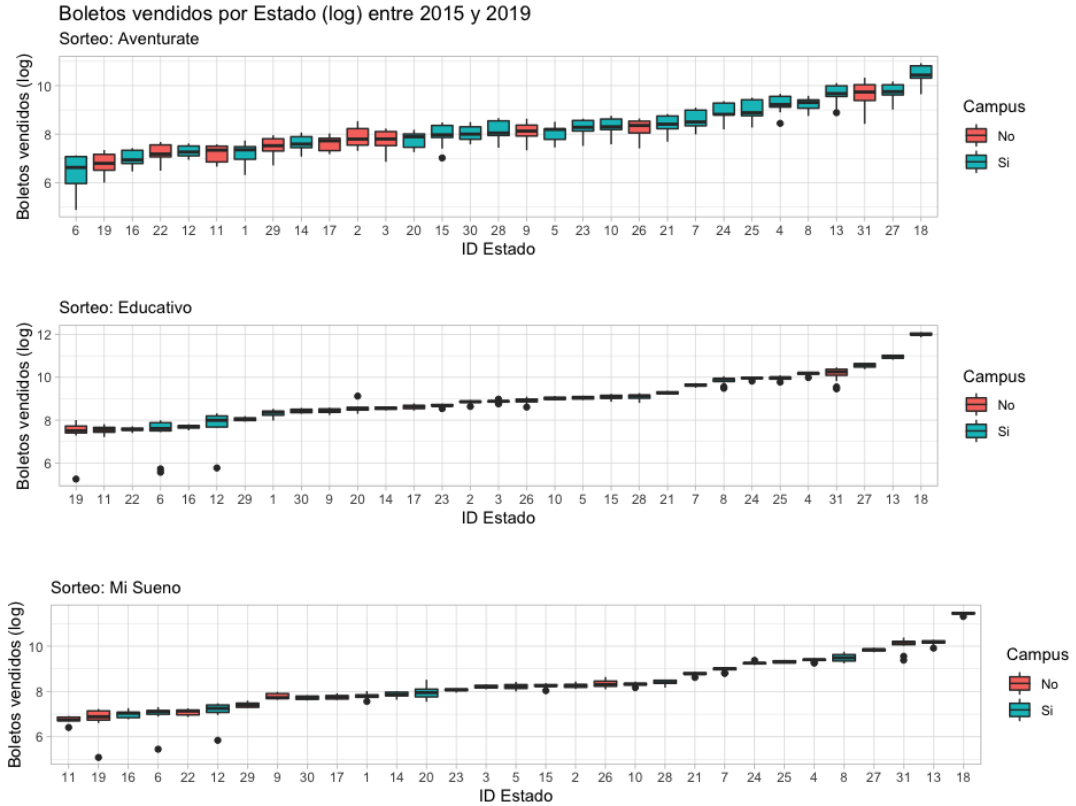 Boletos vendidos por Estado (log) entre 2015 y 2019
Sorteo: Aventurate
Boletos vendidos (log)
10
8
6
6 19 16 22 12 11 1 29 14 17 2 3 20 15 30 28 9 5 23 10 26 21 7 24 25 4 8 13 31 27 18
ID Estado
Campus
No
Si
Sorteo: Educativo
Boletos vendidos (log)
12
10
8
6
19 11 22 6 16 12 29 1 30 9 20 14 17 23 2 3 26 10 5 15 28 21 7 8 24 25 4 31 27 13 18
ID Estado
Campus
No
Si
Sorteo: Mi Sueno
Boletos vendidos (log)
10
8
6
11 19 16 6 22 12 29 9 30 17 1 14 20 23 3 5 15 2 26 10 28 21 7 24 25 4 8 27 31 13 18
ID Estado
Campus
No
Si